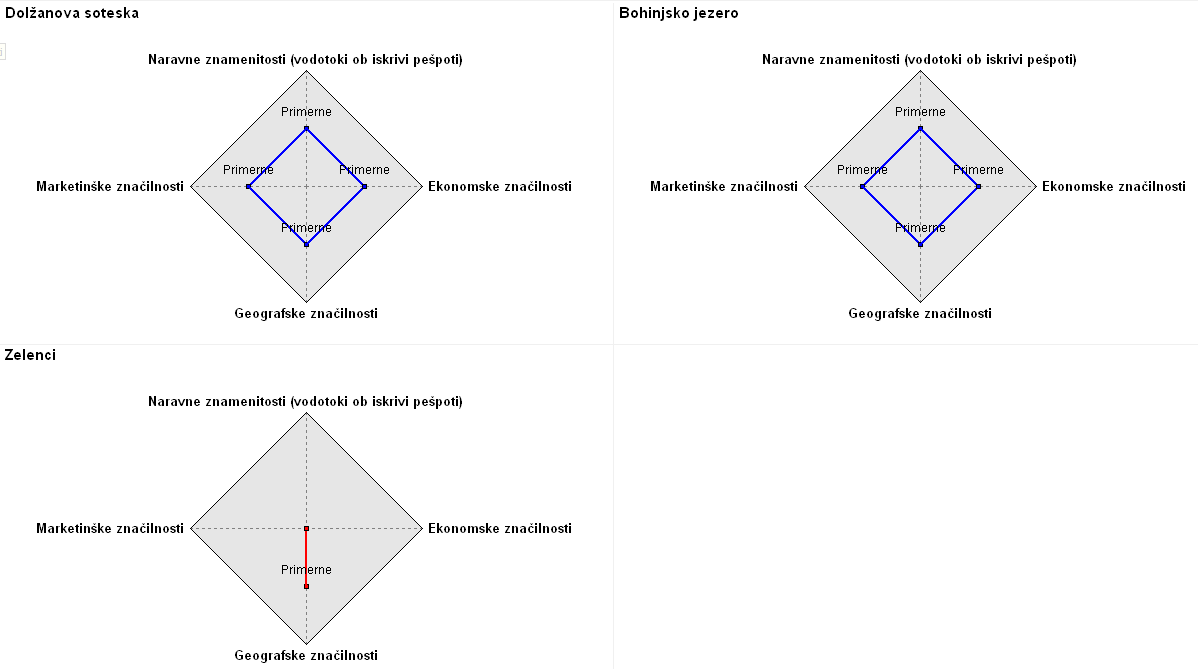 Dolžanova soteska
Naravne znamenitosti (vodotoki ob iskrivi pešpoti)
Primerne
Primerne
Primerne
Marketinške značilnosti
Ekonomske značilnosti
Primerne
Geografske značilnosti
Bohinjsko jezero
Naravne znamenitosti (vodotoki ob iskrivi pešpoti)
Primerne
Primerne
Primerne
Marketinške značilnosti
Ekonomske značilnosti
Primerne
Geografske značilnosti
Zelenci
Naravne znamenitosti (vodotoki ob iskrivi pešpoti)
Marketinške značilnosti
Ekonomske značilnosti
Primerne
Geografske značilnosti